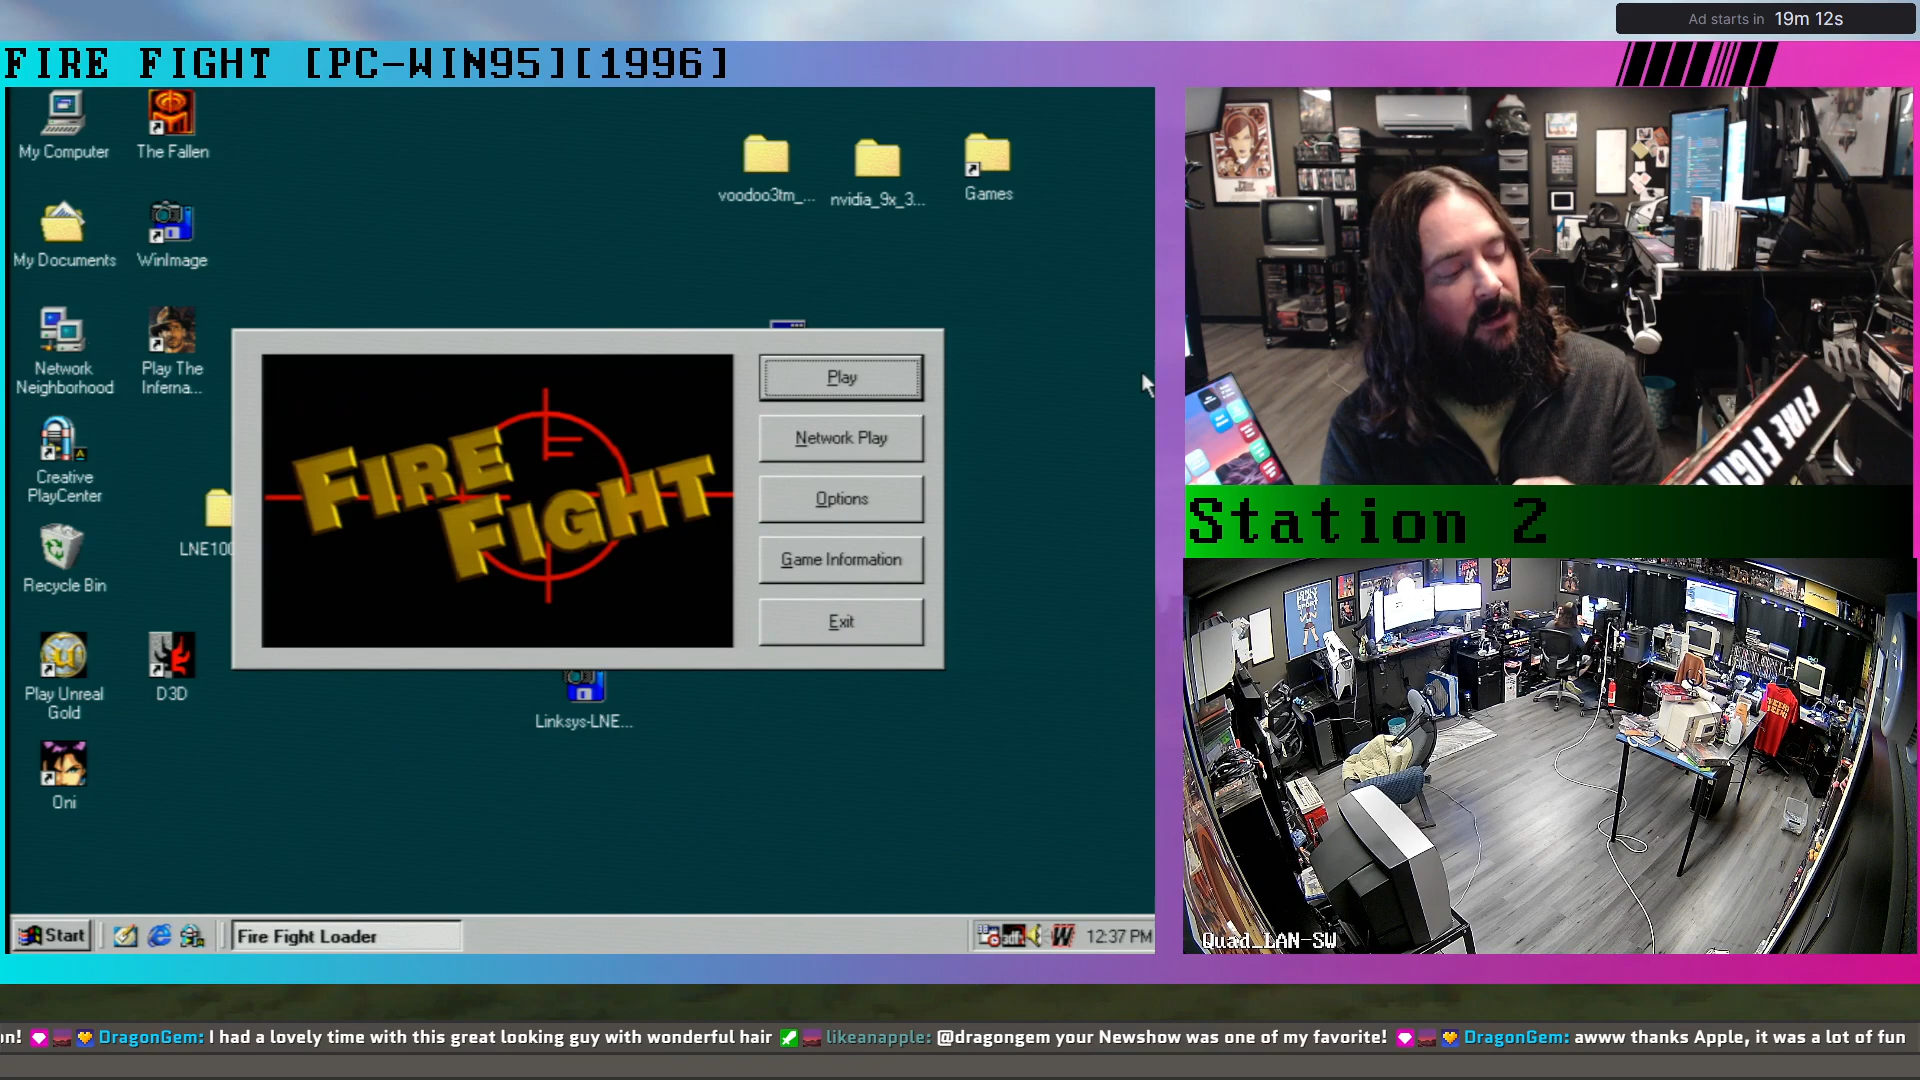 Ad starts in 19m 12s
FIRE FIGHT [PC-WIN95][1996]
My Computer
The Fallen
voodoo3tm_...
nvidia_9x_3...
Games
My Documents
WinImage
Network Neighborhood
Play The Inferna...
Creative PlayCenter
LNE100
Recycle Bin
Play Unreal Gold
D3D
Linksys-LNE...
Oni
FIRE FIGHT
Play
Network Play
Options
Game Information
Exit
Start
Fire Fight Loader
12:37 PM
FIRE FIGHT
Station 2
Quad_LAN-SW
DragonGem: I had a lovely time with this great looking guy with wonderful hair likeanapple: @dragongem your Newshow was one of my favorite! DragonGem: awww thanks Apple, it was a lot of fun